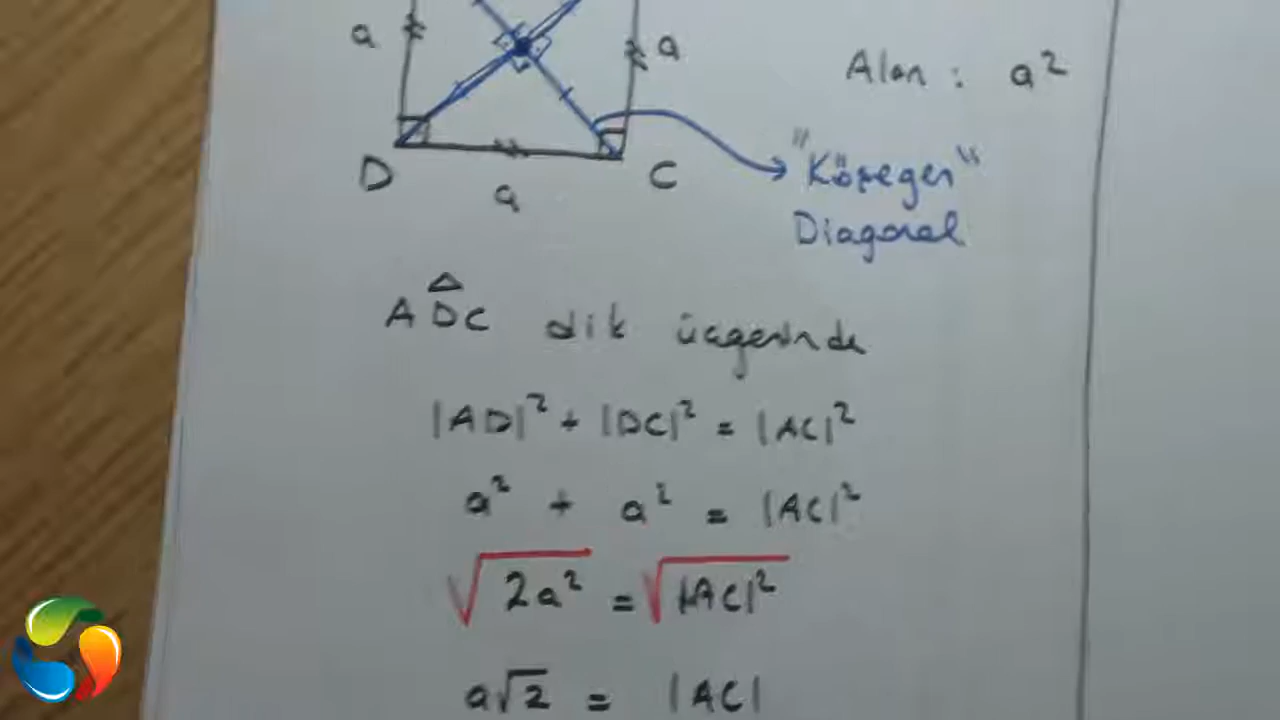 a
a
Alan : a²
D
a
C
"Köşegen"
Diagonal
ADC dik üçgeninde
|AD|² + |DC|² = |AC|²
a² + a² = |AC|²
√2a² = √|AC|²
a√2 = |AC|